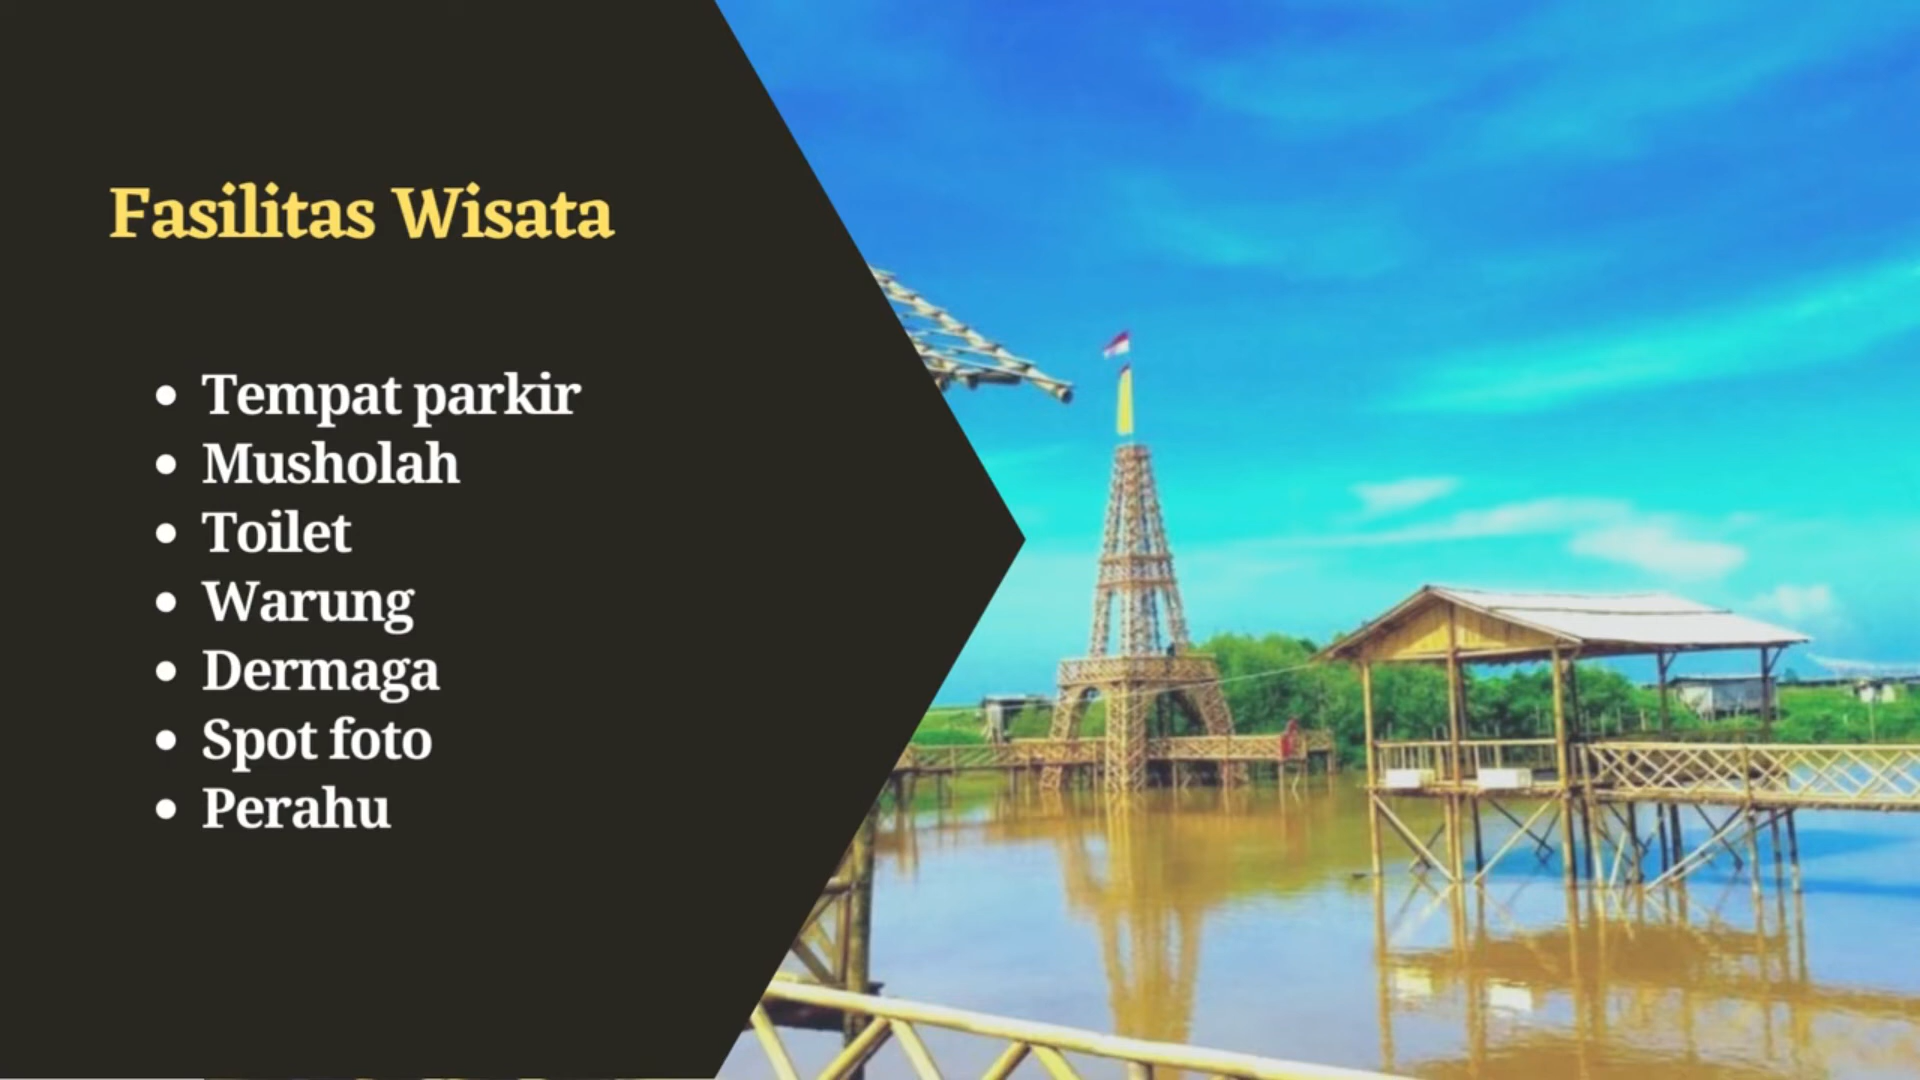 Fasilitas Wisata
• Tempat parkir
• Musholah
• Toilet
• Warung
• Dermaga
• Spot foto
• Perahu